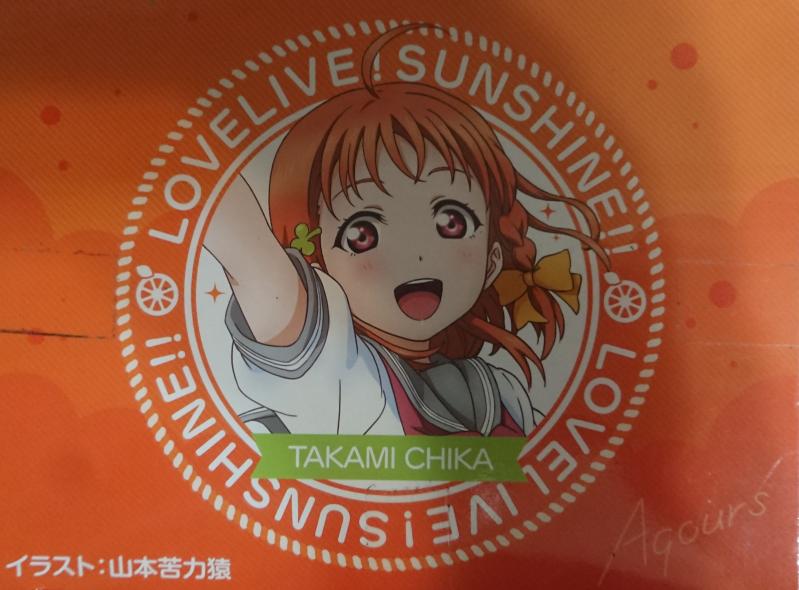 LOVELIVE!SUNSHINE!!
LOVELIVE!SUNSHINE!!
TAKAMI CHIKA
Aqours
イラスト:山本苦力猿